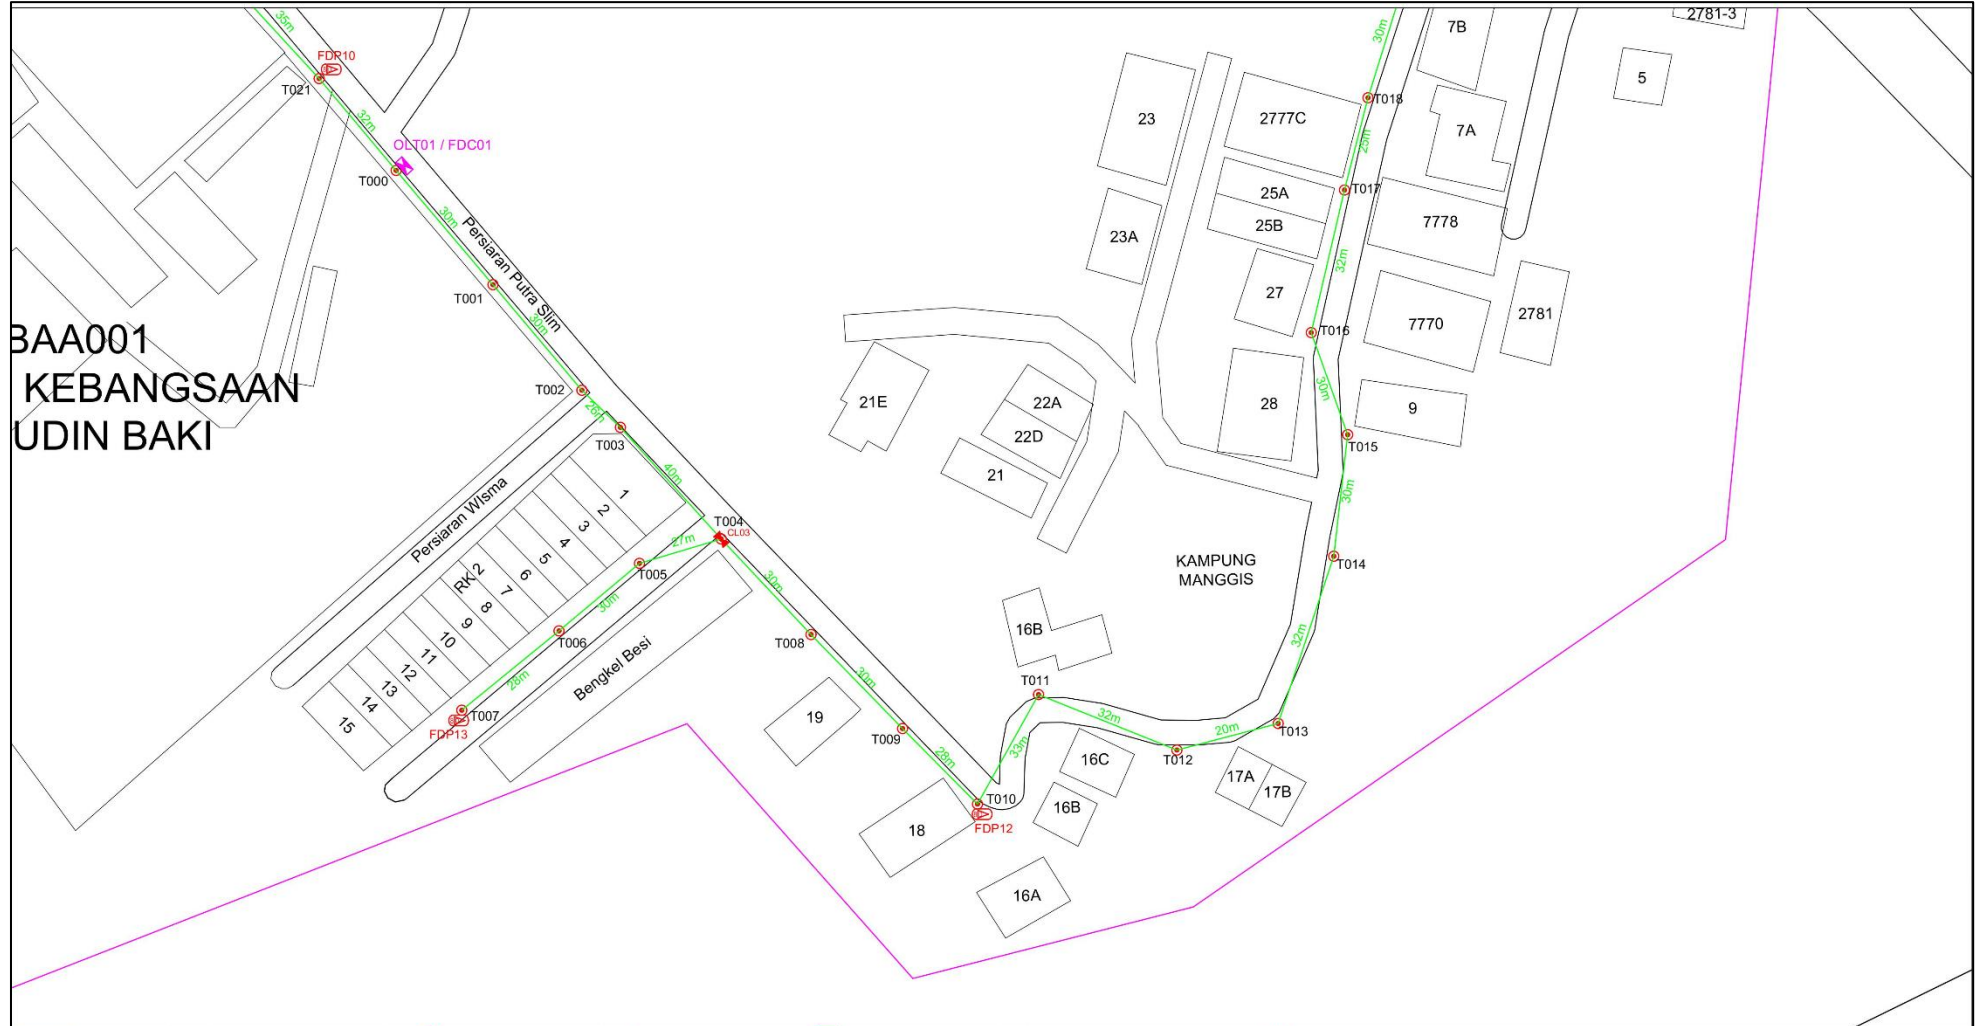 35m
FDP10
T021
32m
OLT01 / FDC01
T000
30m
Persiaran Putra Slim
T001
30m
BAA001
KEBANGSAAN
UDIN BAKI
T002
26m
T003
40m
Persiaran WIsma
1
2
3
4
5
6
RK 2
7
8
9
10
11
12
13
14
15
T004
CL03
27m
T005
30m
T006
28m
T007
FDP13
Bengkel Besi
30m
T008
30m
T009
28m
T010
FDP12
19
18
33m
T011
32m
T012
20m
T013
32m
T014
30m
T015
30m
T016
32m
T017
25m
T018
30m
16B
16C
16B
16A
17A
17B
KAMPUNG
MANGGIS
21E
22A
22D
21
23
23A
2777C
25A
25B
27
28
7B
7A
7778
7770
2781
9
5
2781-3